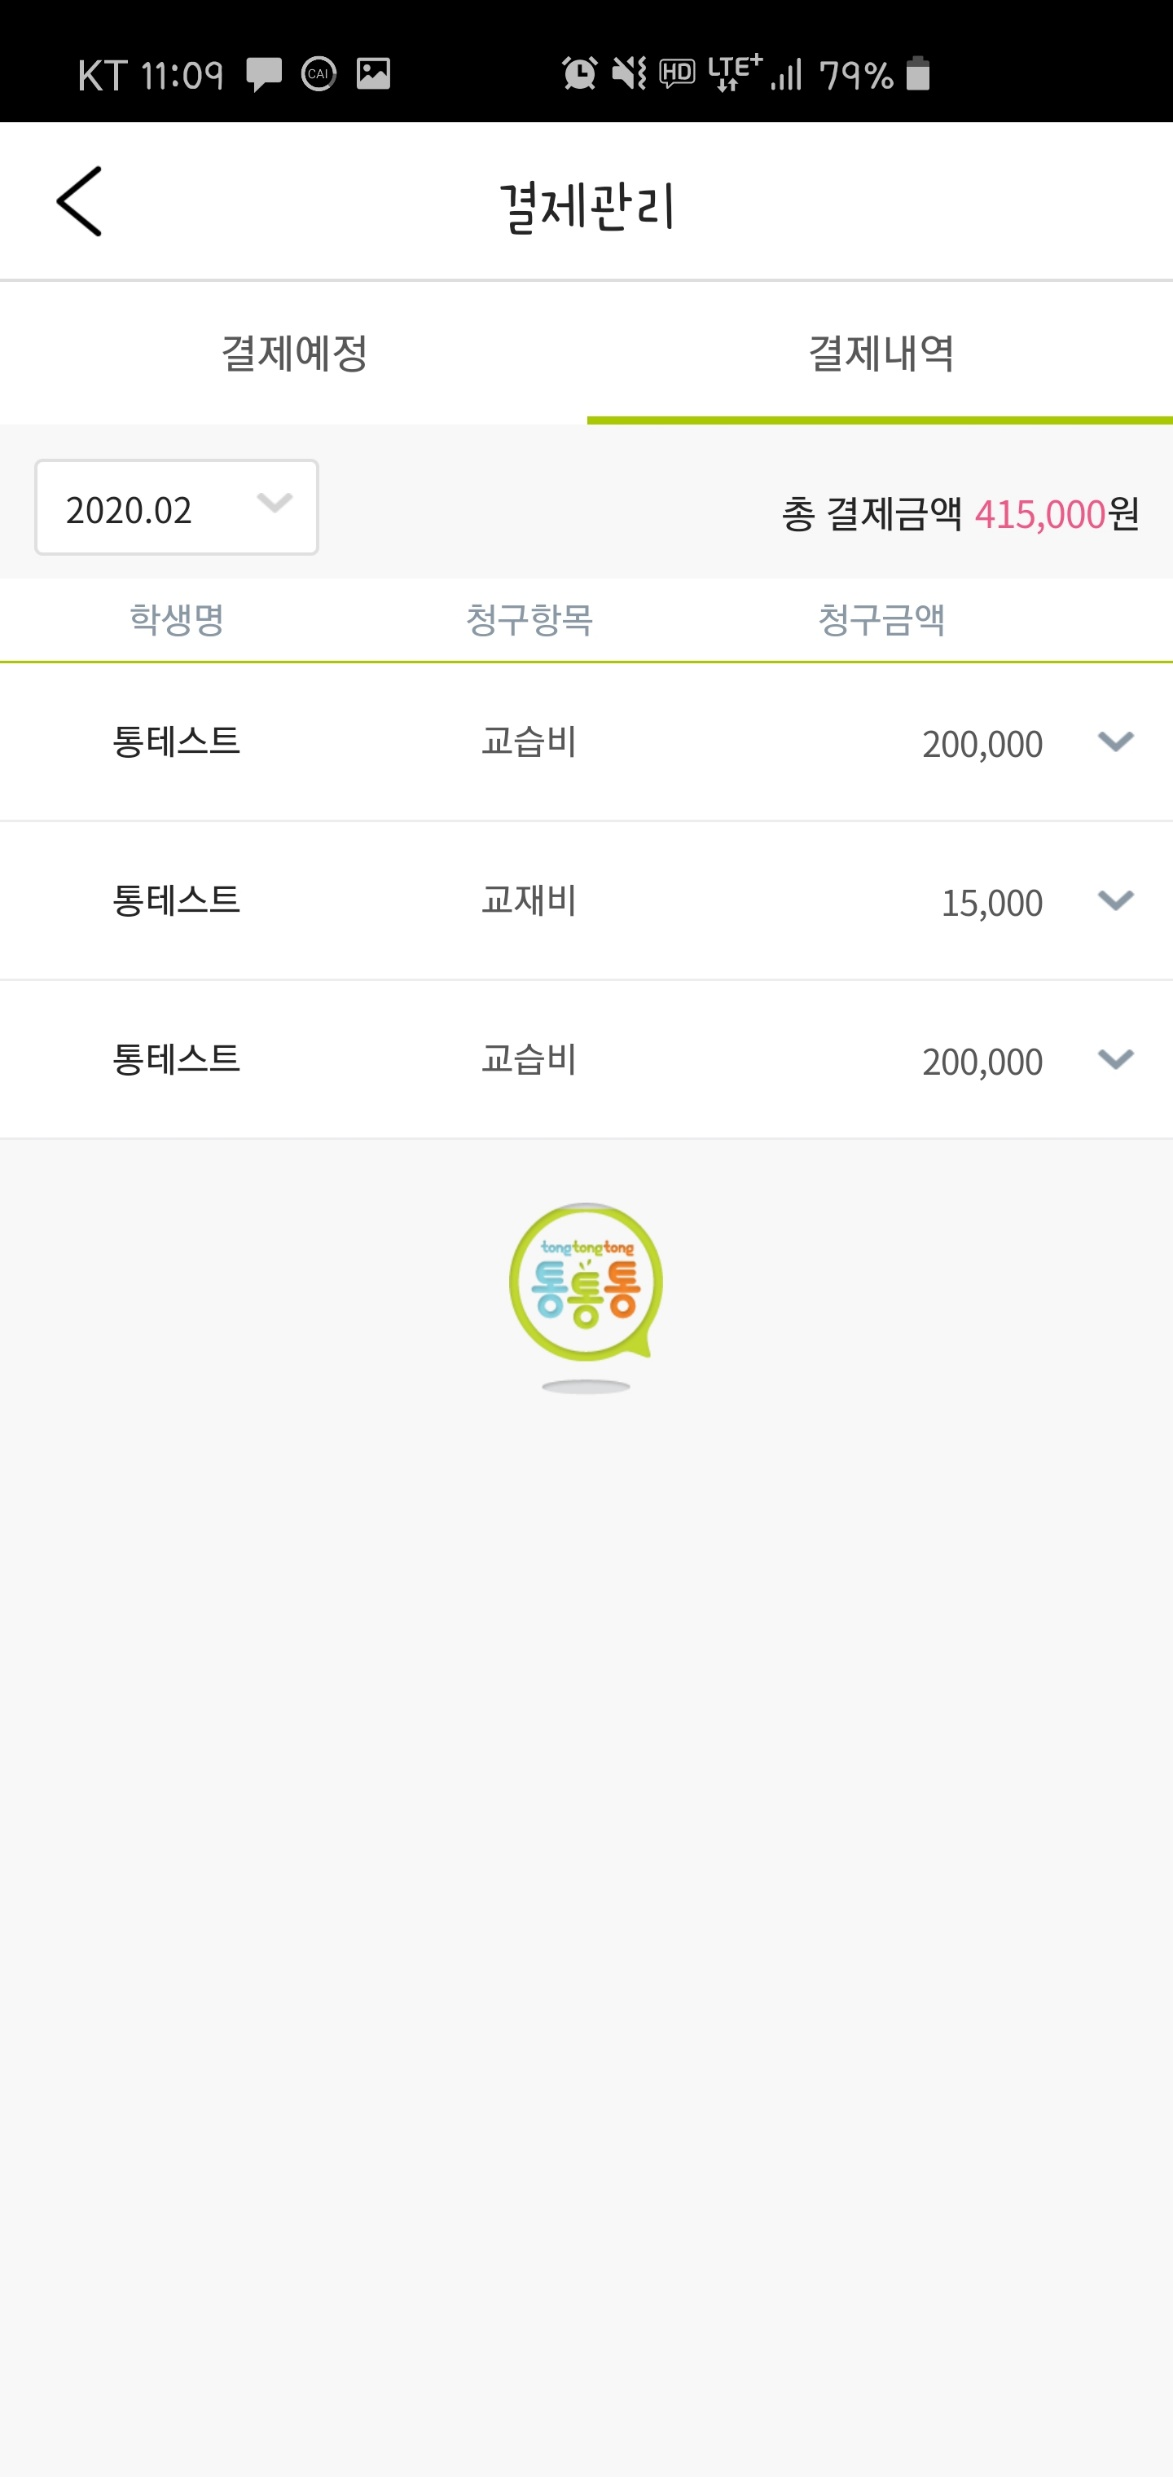 KT 11:09 CAI HD LTE+ 79%
결제관리
결제예정 결제내역
2020.02 총 결제금액 415,000원
학생명 청구항목 청구금액
통테스트 교습비 200,000
통테스트 교재비 15,000
통테스트 교습비 200,000
tongtongtong
통통통